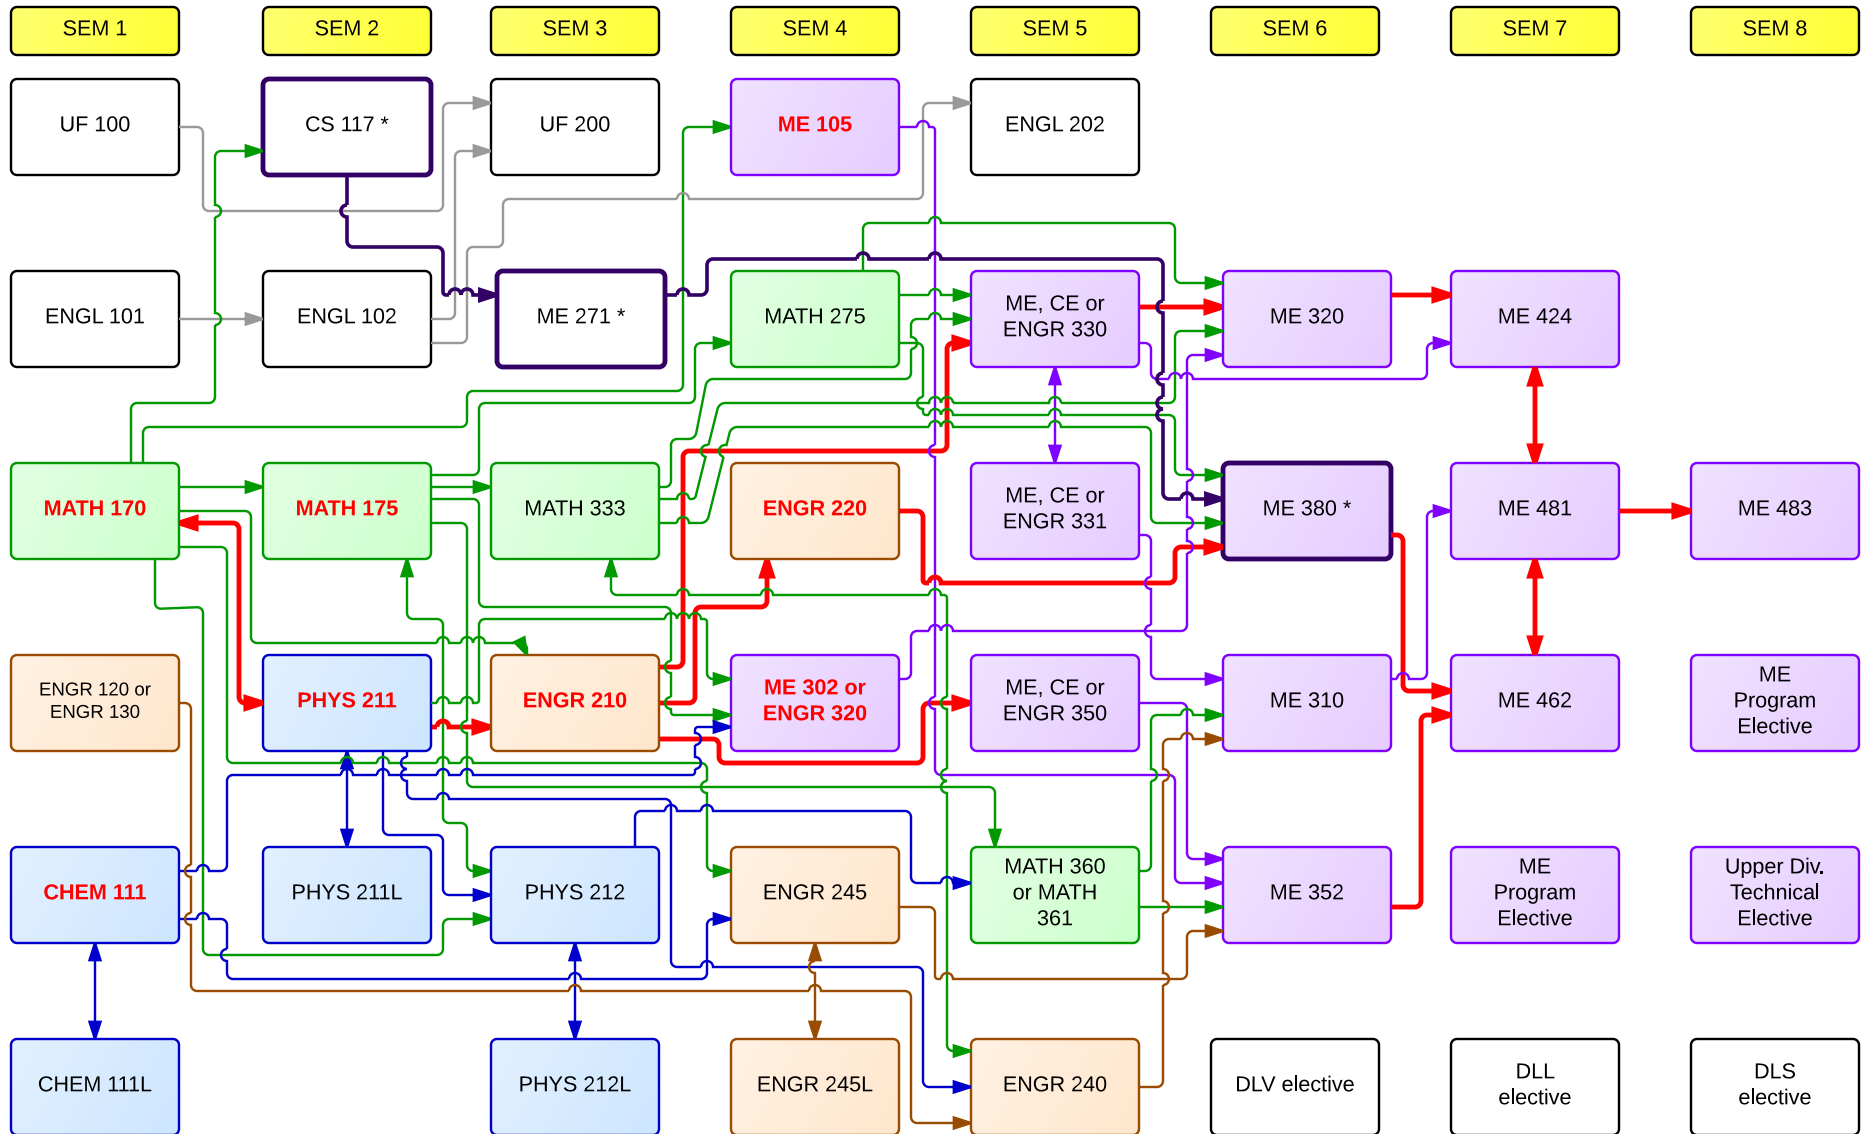 SEM 1
SEM 2
SEM 3
SEM 4
SEM 5
SEM 6
SEM 7
SEM 8
UF 100
CS 117 *
UF 200
ME 105
ENGL 202
ENGL 101
ENGL 102
ME 271 *
MATH 275
ME, CE or
ENGR 330
ME 320
ME 424
MATH 170
MATH 175
MATH 333
ENGR 220
ME, CE or
ENGR 331
ME 380 *
ME 481
ME 483
ENGR 120 or
ENGR 130
PHYS 211
ENGR 210
ME 302 or
ENGR 320
ME, CE or
ENGR 350
ME 310
ME 462
ME
Program
Elective
CHEM 111
PHYS 211L
PHYS 212
ENGR 245
MATH 360
or MATH
361
ME 352
ME
Program
Elective
Upper Div.
Technical
Elective
CHEM 111L
PHYS 212L
ENGR 245L
ENGR 240
DLV elective
DLL
elective
DLS
elective